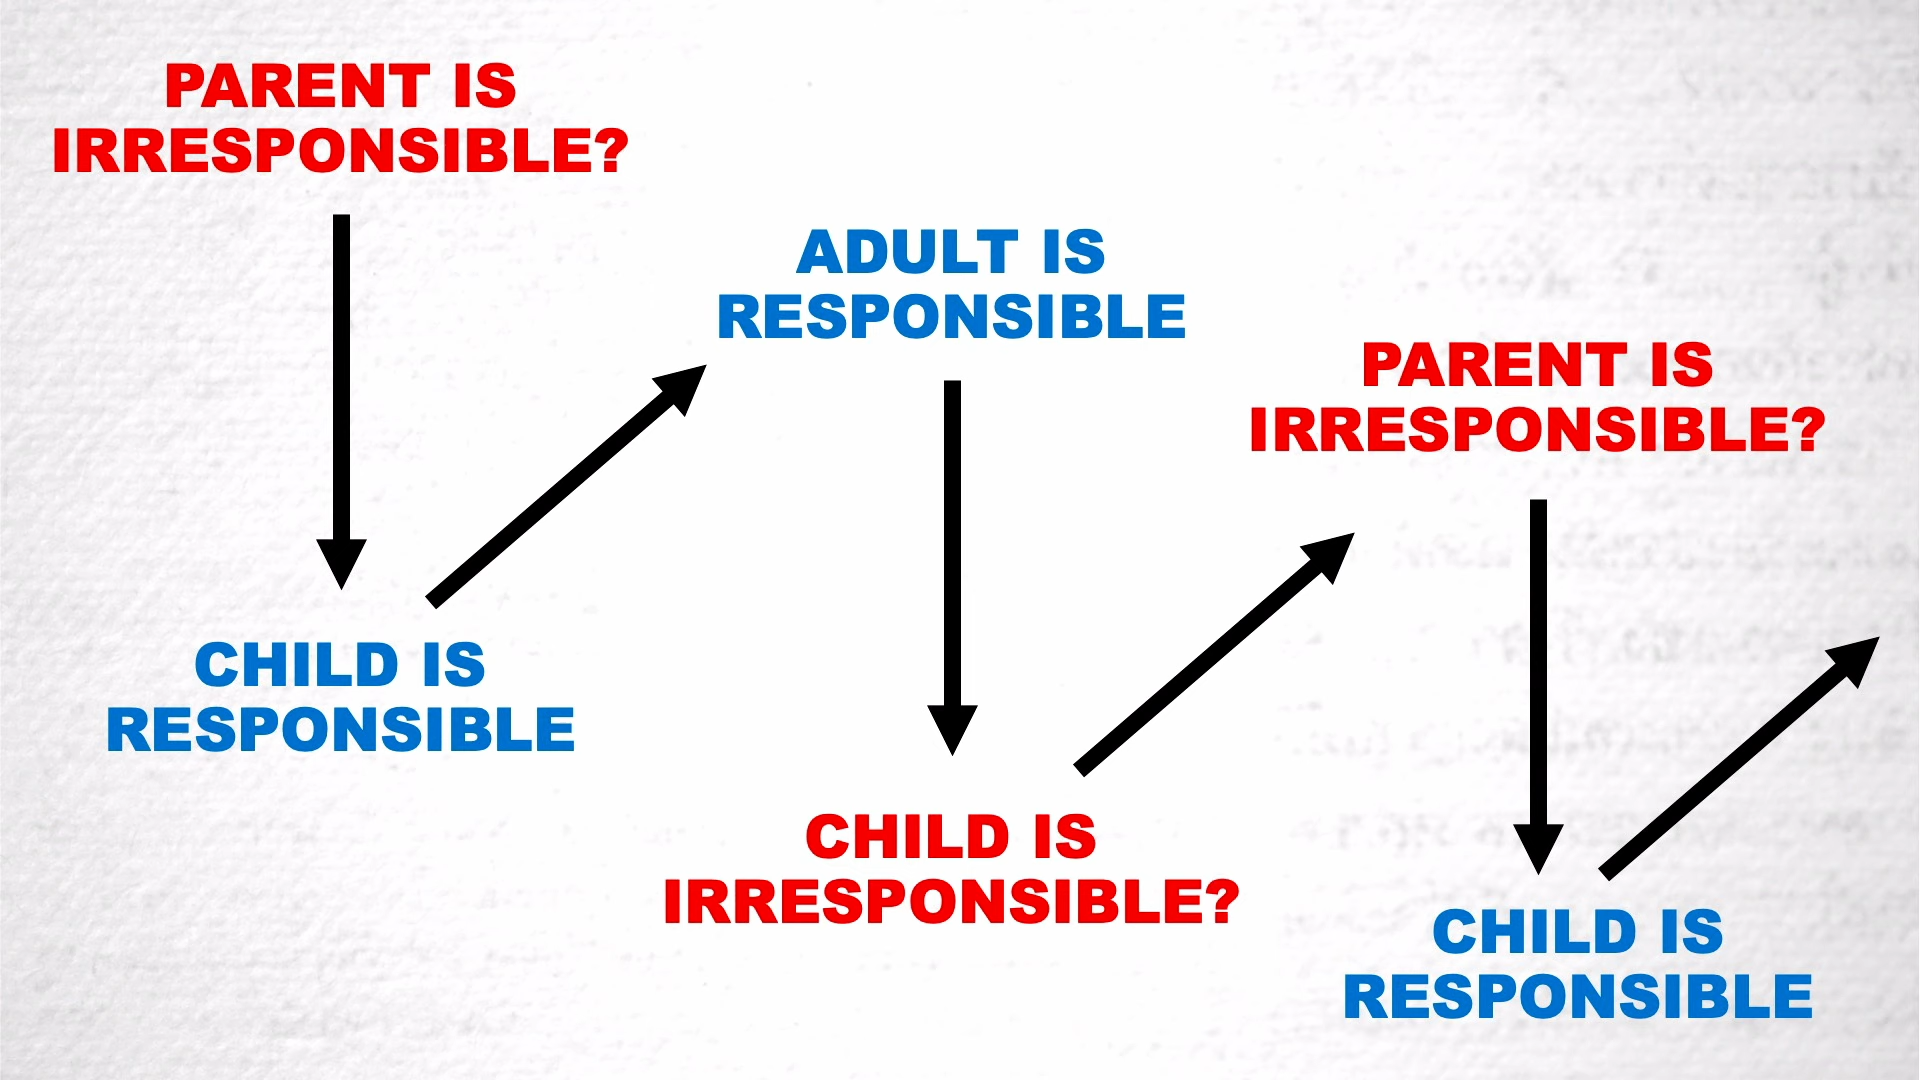 PARENT IS
IRRESPONSIBLE?
CHILD IS
RESPONSIBLE
ADULT IS
RESPONSIBLE
CHILD IS
IRRESPONSIBLE?
PARENT IS
IRRESPONSIBLE?
CHILD IS
RESPONSIBLE